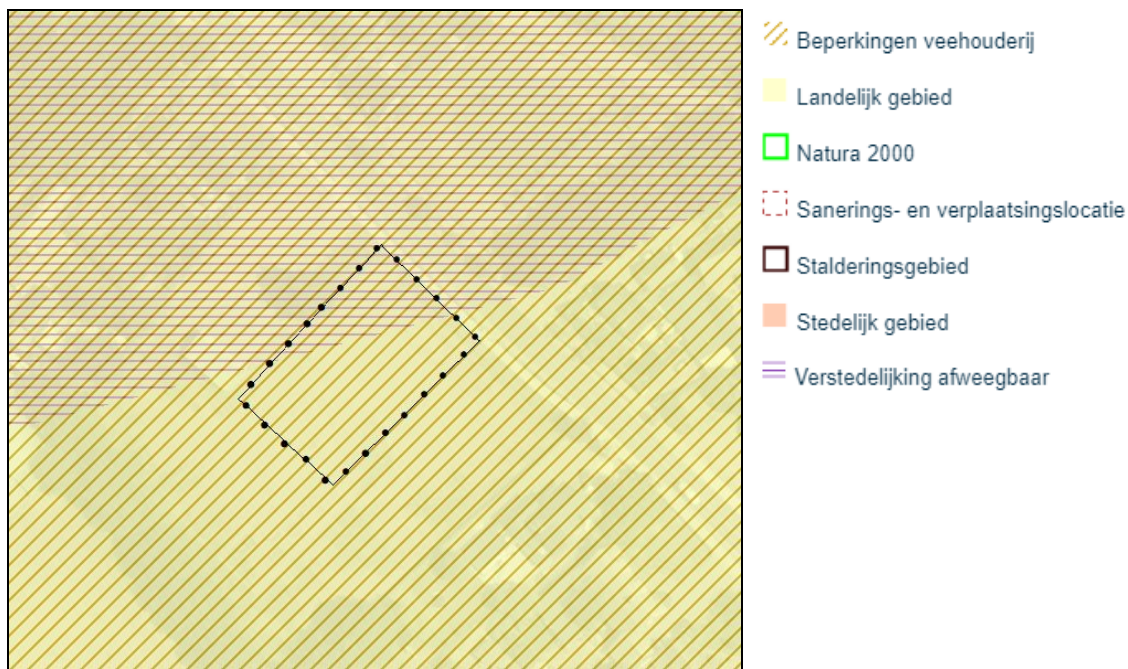 Beperkingen veehouderij
Landelijk gebied
Natura 2000
Sanerings- en verplaatsingslocatie
Stalderingsgebied
Stedelijk gebied
Verstedelijking afweegbaar